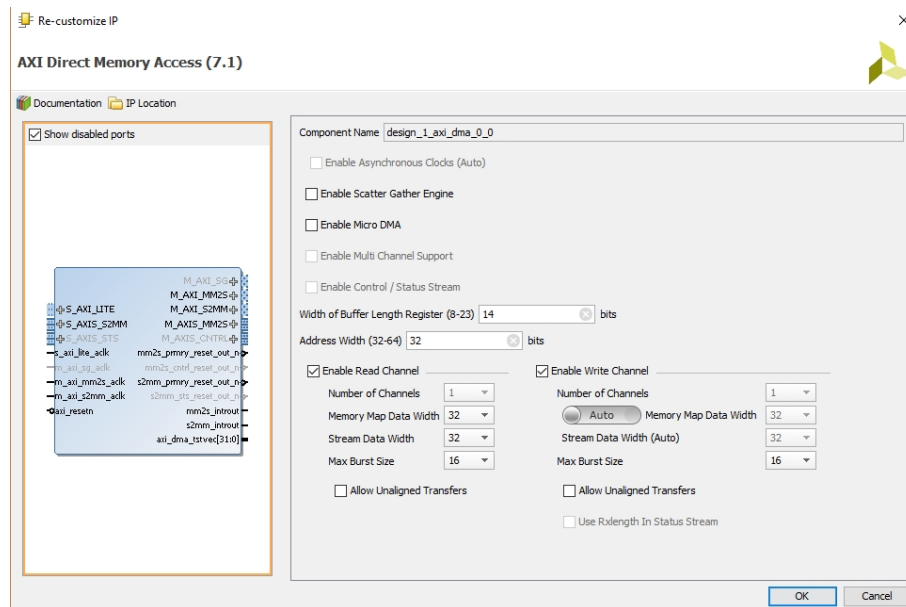 Re-customize IP
AXI Direct Memory Access (7.1)
Documentation IP Location
Show disabled ports
M_AXI_SG
M_AXI_MM2S
S_AXI_LITE M_AXI_S2MM
S_AXIS_S2MM M_AXIS_MM2S
S_AXIS_STS M_AXIS_CNTRL
s_axi_lite_aclk mm2s_prmry_reset_out_n
m_axi_sg_aclk mm2s_cntrl_reset_out_n
m_axi_mm2s_aclk s2mm_prmry_reset_out_n
m_axi_s2mm_aclk s2mm_sts_reset_out_n
axi_resetn mm2s_introut
s2mm_introut
axi_dma_tstvec[31:0]
Component Name design_1_axi_dma_0_0
Enable Asynchronous Clocks (Auto)
Enable Scatter Gather Engine
Enable Micro DMA
Enable Multi Channel Support
Enable Control / Status Stream
Width of Buffer Length Register (8-23) 14 bits
Address Width (32-64) 32 bits
Enable Read Channel
Number of Channels 1
Memory Map Data Width 32
Stream Data Width 32
Max Burst Size 16
Allow Unaligned Transfers
Enable Write Channel
Number of Channels 1
Auto Memory Map Data Width 32
Stream Data Width (Auto) 32
Max Burst Size 16
Allow Unaligned Transfers
Use Rxlength In Status Stream
OK Cancel